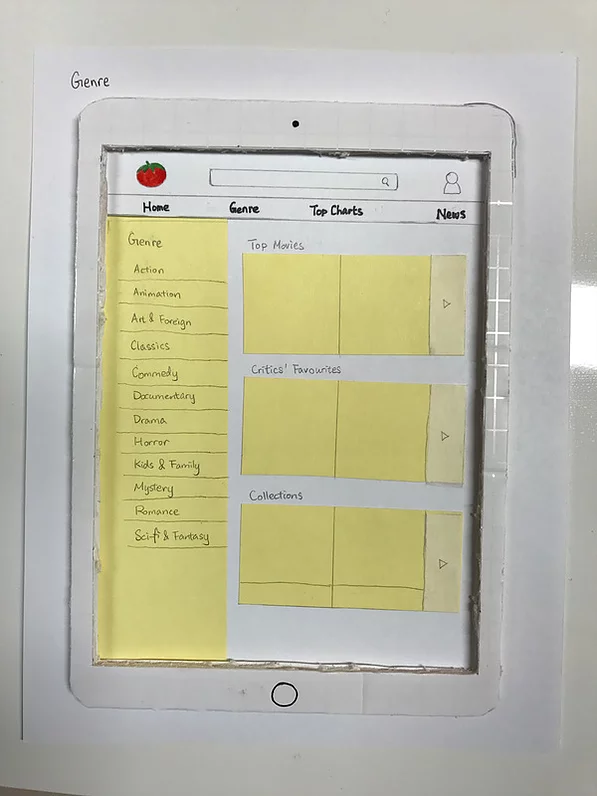 Genre
Home Genre Top Charts News
Genre
Action
Animation
Art & Foreign
Classics
Commedy
Documentary
Drama
Horror
Kids & Family
Mystery
Romance
Sci-fi & Fantasy
Top Movies
Critics' Favourites
Collections